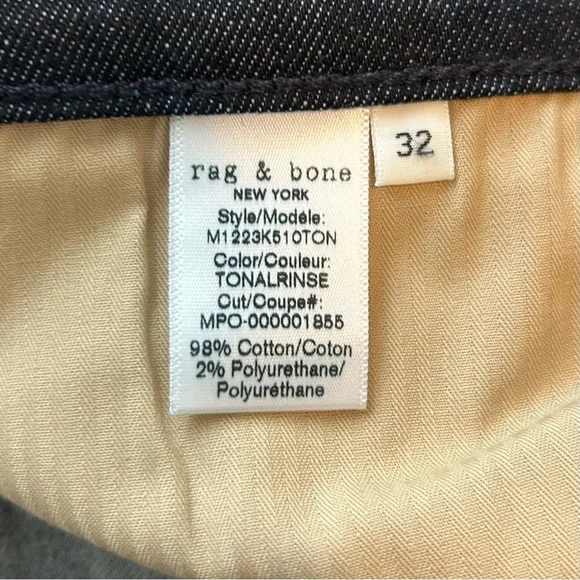 rag & bone
NEW YORK
Style/Modèle:
M1223K510TON
Color/Couleur:
TONALRINSE
Cut/Coupe#:
MPO-000001855
98% Cotton/Coton
2% Polyurethane/
Polyuréthane
32